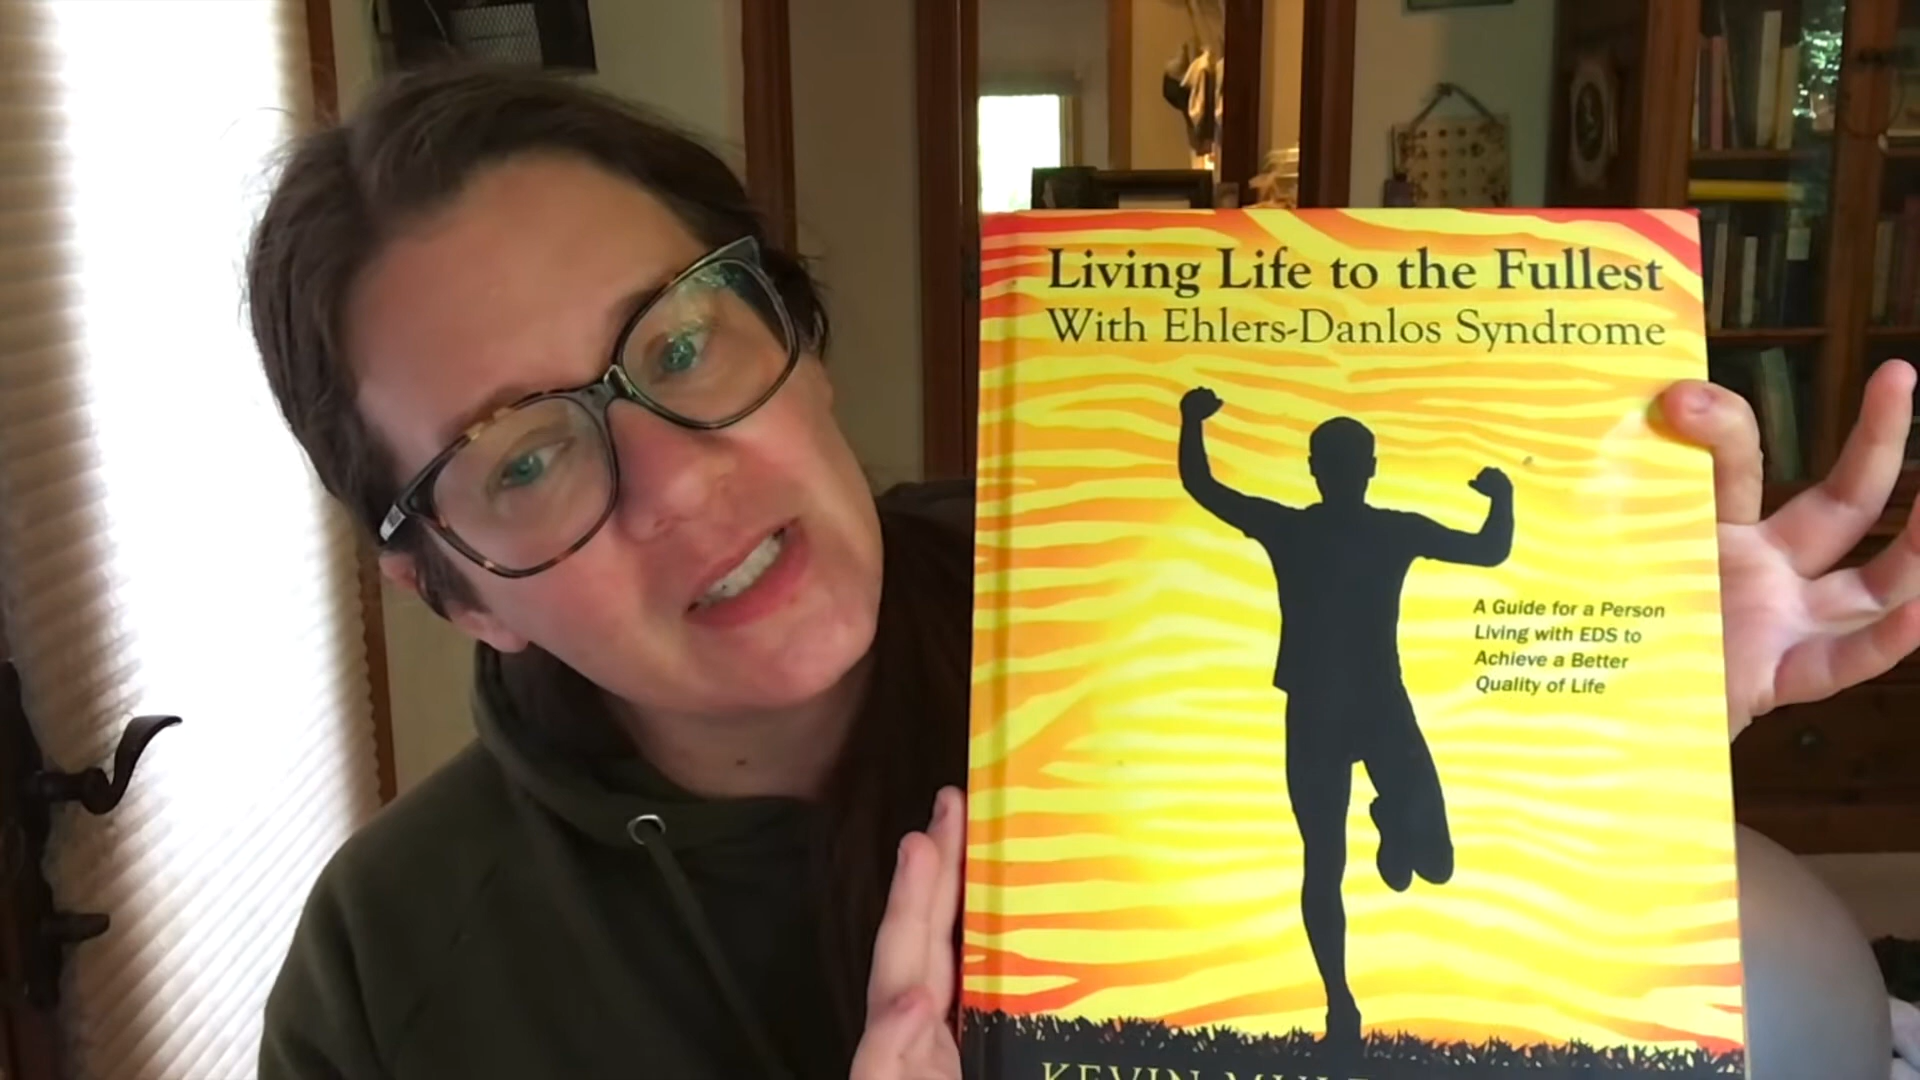 Living Life to the Fullest
With Ehlers-Danlos Syndrome
A Guide for a Person
Living with EDS to
Achieve a Better
Quality of Life
KEVIN